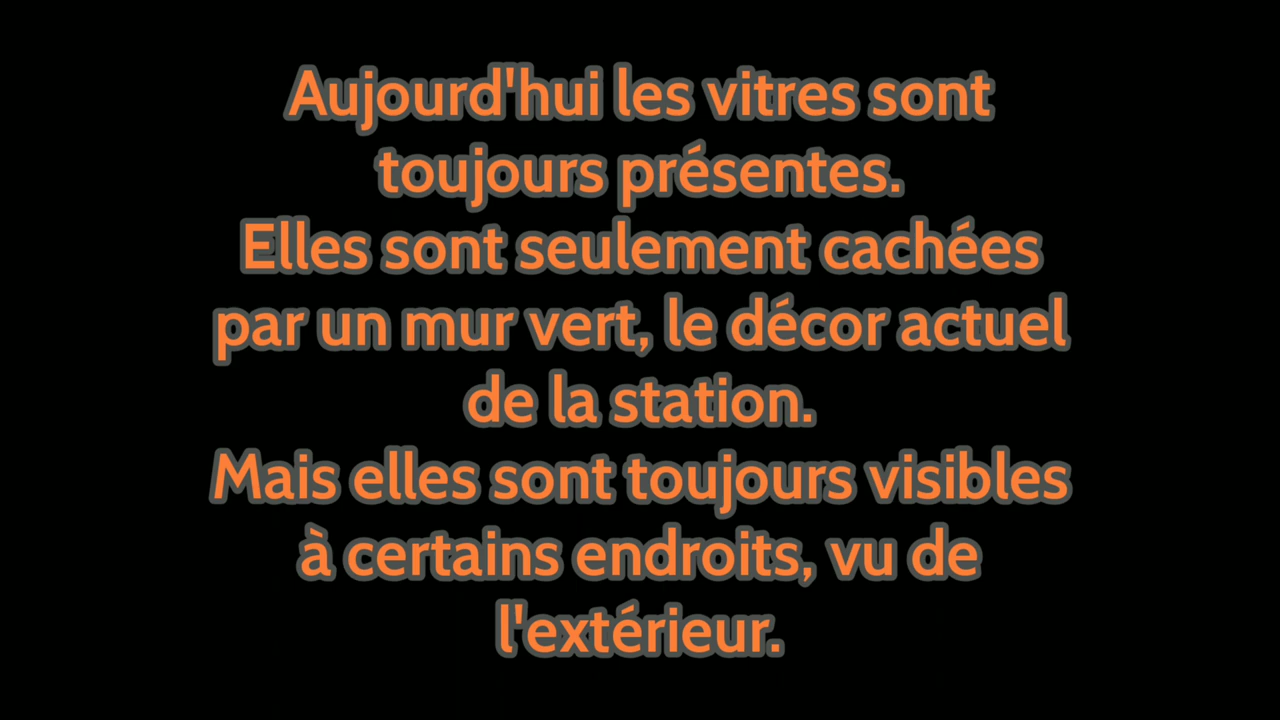 Aujourd'hui les vitres sont
toujours présentes.
Elles sont seulement cachées
par un mur vert, le décor actuel
de la station.
Mais elles sont toujours visibles
à certains endroits, vu de
l'extérieur.